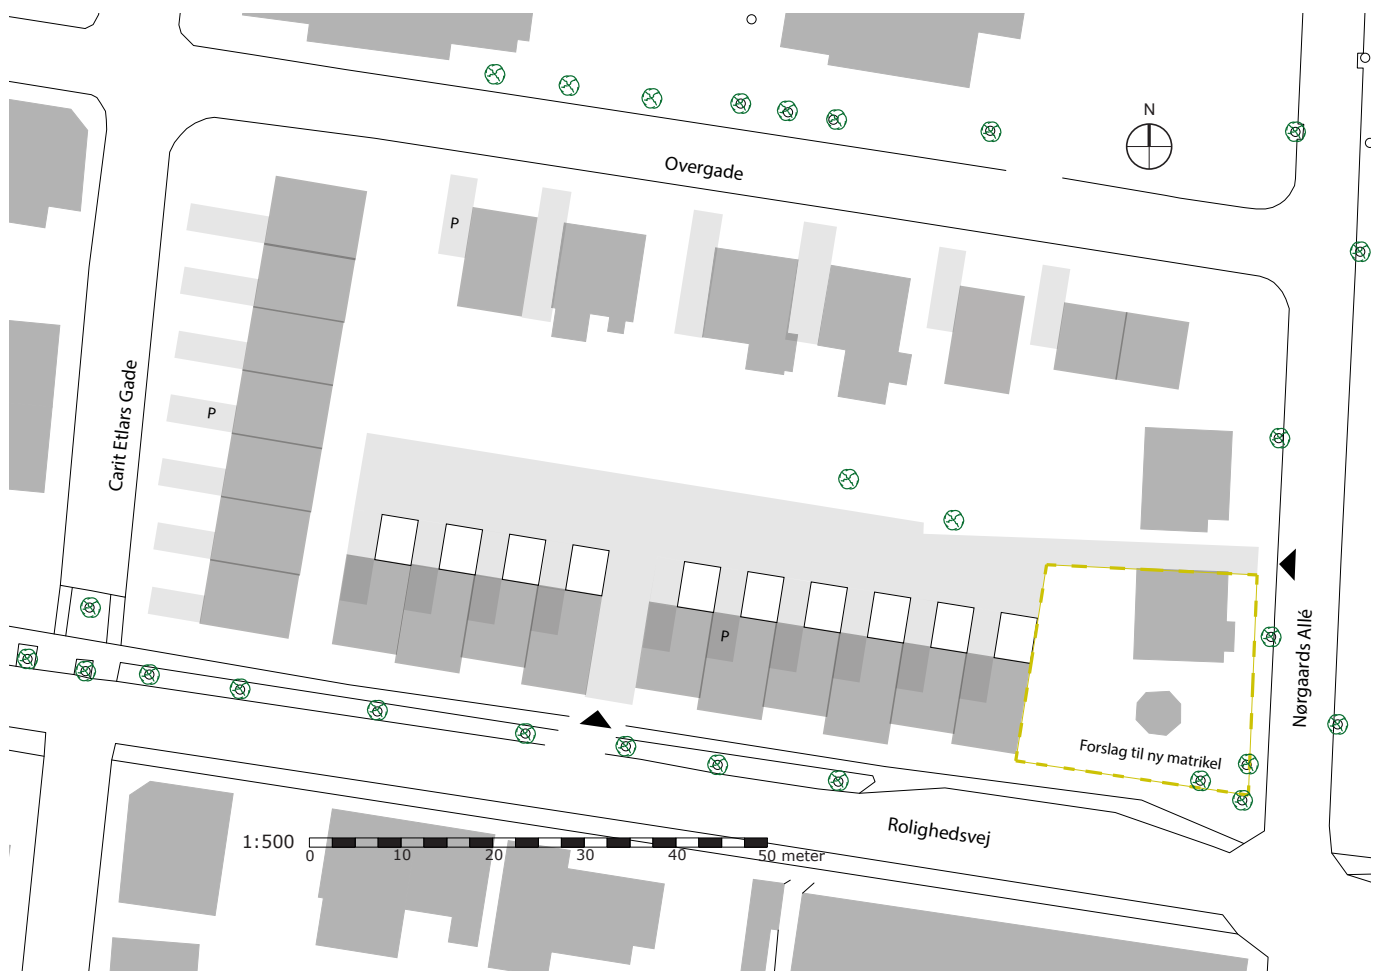 N
Overgade
P
P
Carit Etlars Gade
P
Nørgaards Allé
Forslag til ny matrikel
Rolighedsvej
1:500
0 10 20 30 40 50 meter